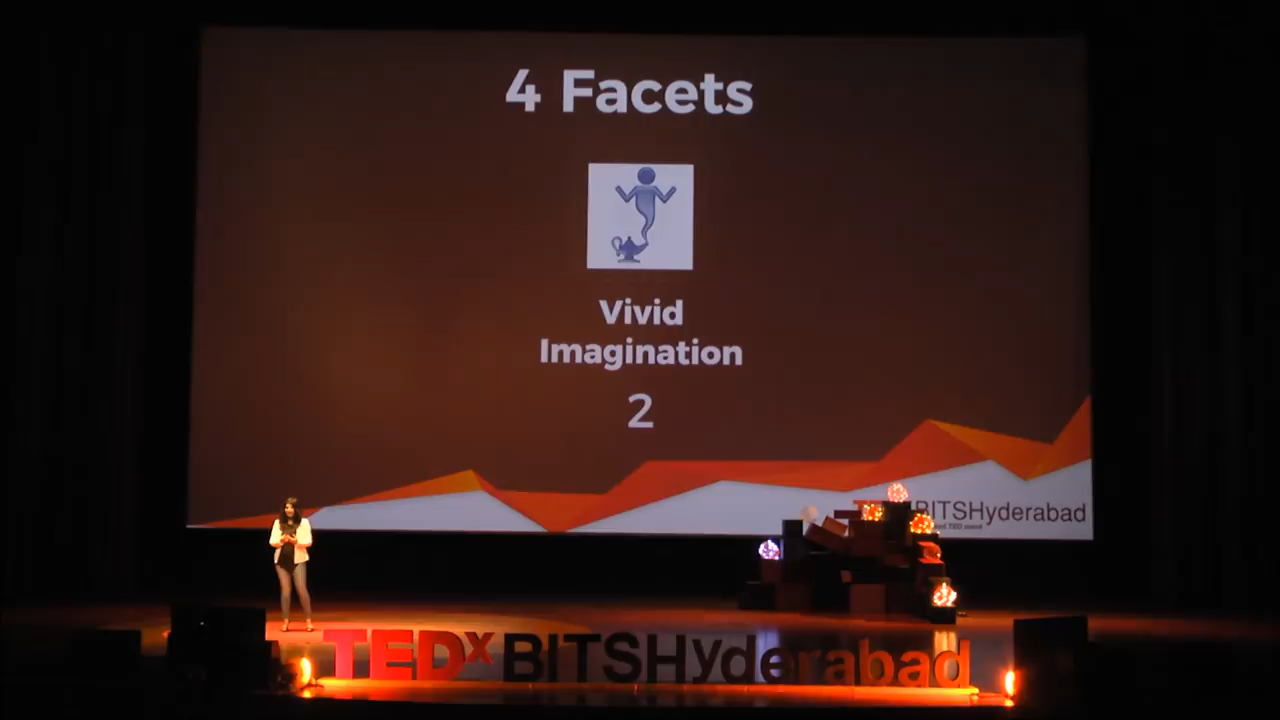 4 Facets
Vivid
Imagination
2
BITSHyderabad
TEDxBITSHyderabad